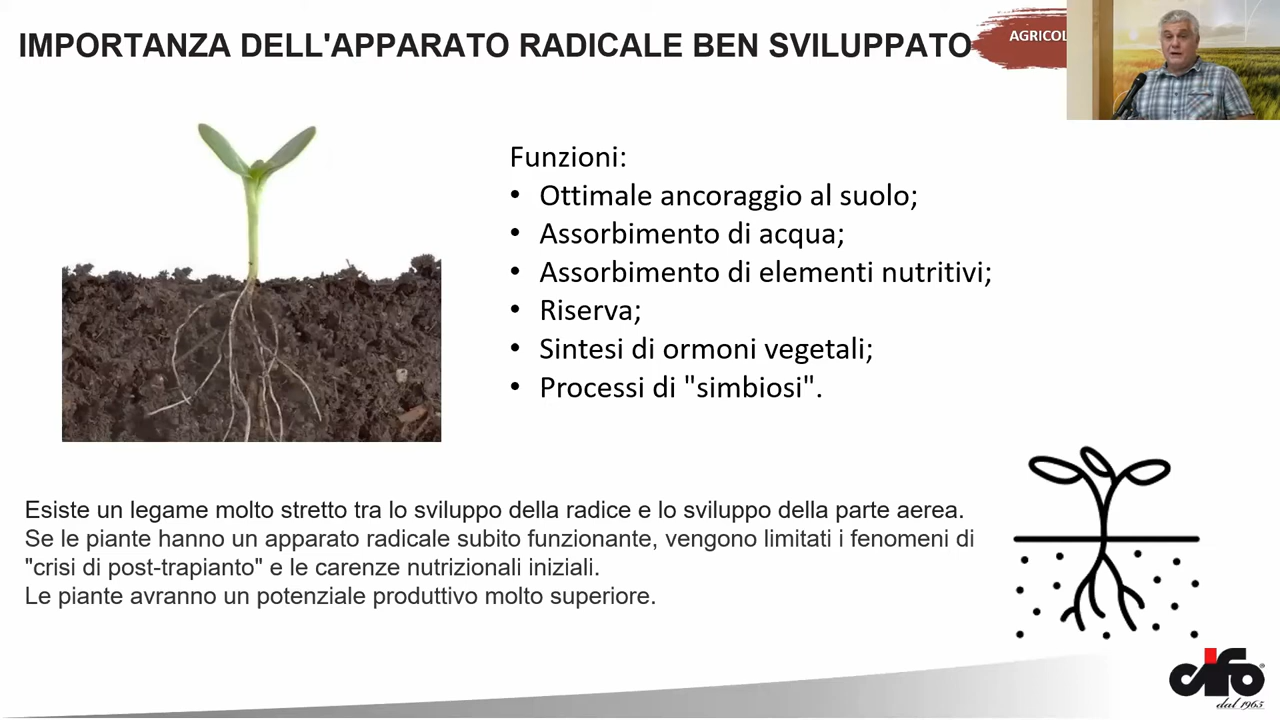 IMPORTANZA DELL'APPARATO RADICALE BEN SVILUPPATO
AGRICOL
Funzioni:
• Ottimale ancoraggio al suolo;
• Assorbimento di acqua;
• Assorbimento di elementi nutritivi;
• Riserva;
• Sintesi di ormoni vegetali;
• Processi di "simbiosi".
Esiste un legame molto stretto tra lo sviluppo della radice e lo sviluppo della parte aerea.
Se le piante hanno un apparato radicale subito funzionante, vengono limitati i fenomeni di
"crisi di post-trapianto" e le carenze nutrizionali iniziali.
Le piante avranno un potenziale produttivo molto superiore.
cifo®
dal 1965